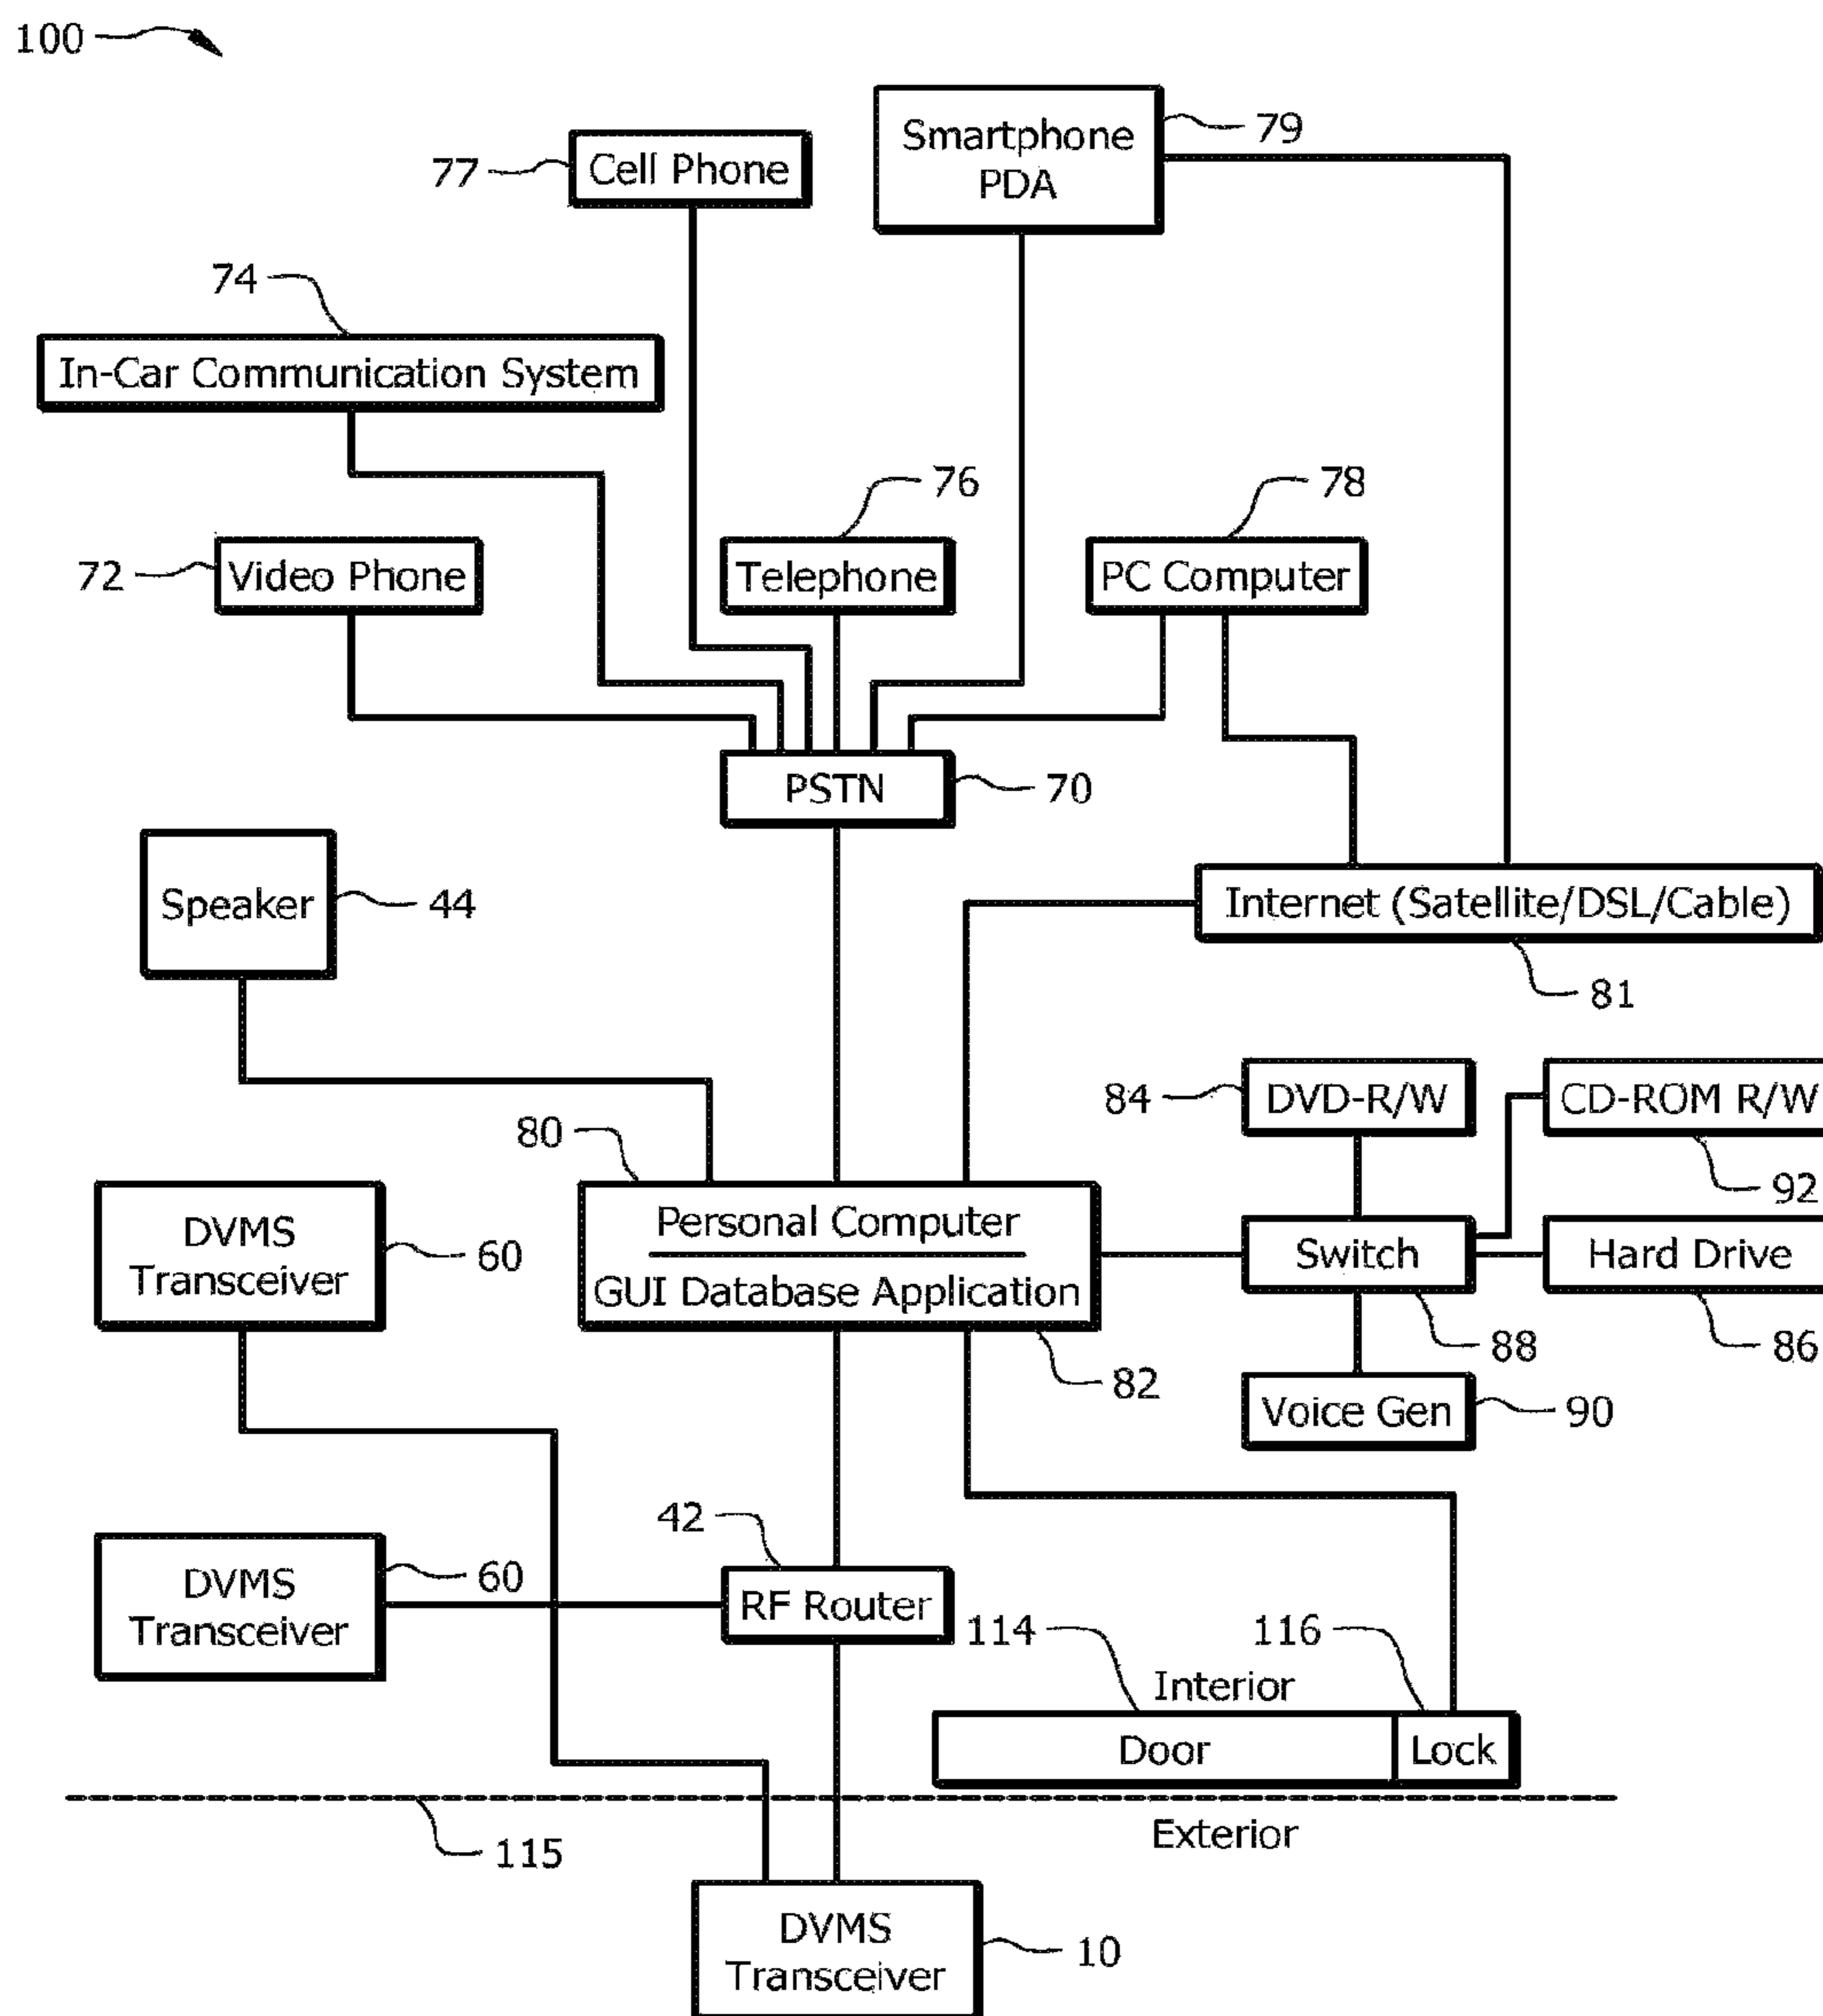 100
Smartphone
PDA
79
77
Cell Phone
74
In-Car Communication System
76
78
72
Video Phone
Telephone
PC Computer
PSTN
70
Speaker
44
Internet (Satellite/DSL/Cable)
81
84
DVD-R/W
CD-ROM R/W
80
92
DVMS
Transceiver
60
Personal Computer
GUI Database Application
Switch
Hard Drive
88
86
82
Voice Gen
90
42
DVMS
Transceiver
60
RF Router
114
116
Interior
Door
Lock
115
Exterior
DVMS
Transceiver
10